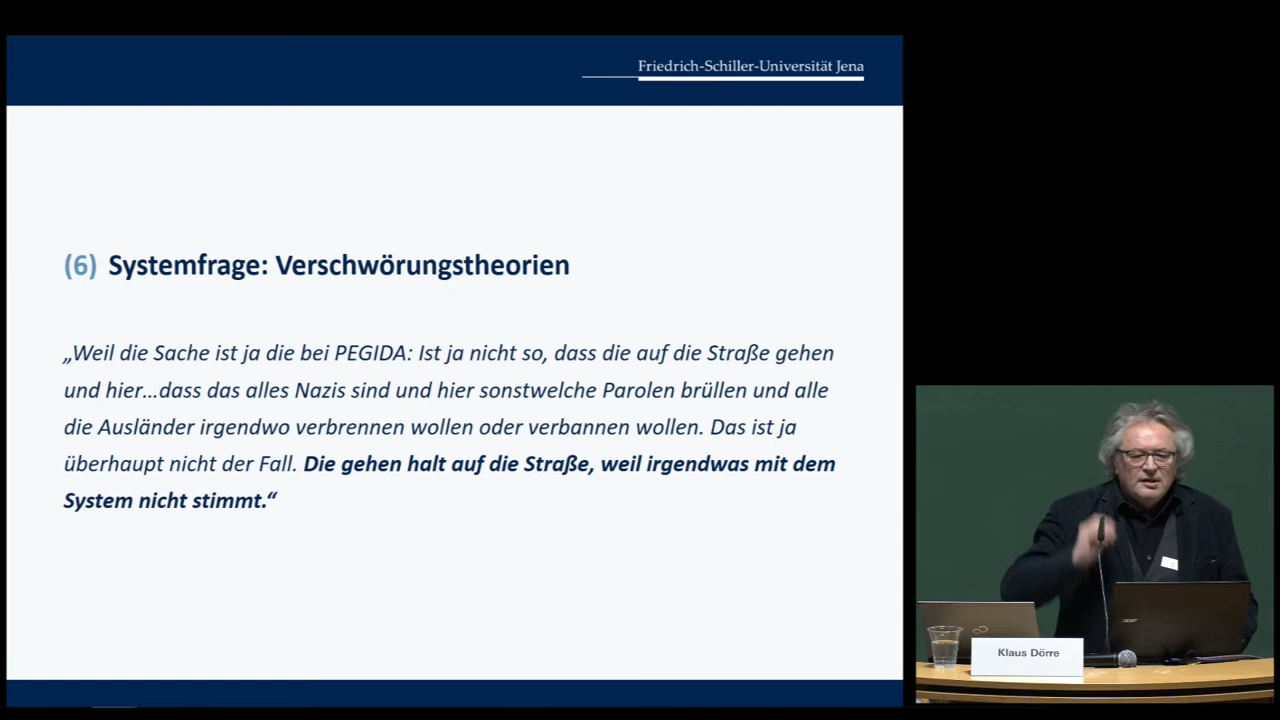 Friedrich-Schiller-Universität Jena
(6) Systemfrage: Verschwörungstheorien
„Weil die Sache ist ja die bei PEGIDA: Ist ja nicht so, dass die auf die Straße gehen
und hier...dass das alles Nazis sind und hier sonstwelche Parolen brüllen und alle
die Ausländer irgendwo verbrennen wollen oder verbannen wollen. Das ist ja
überhaupt nicht der Fall. Die gehen halt auf die Straße, weil irgendwas mit dem
System nicht stimmt.“
acer
Klaus Dörre